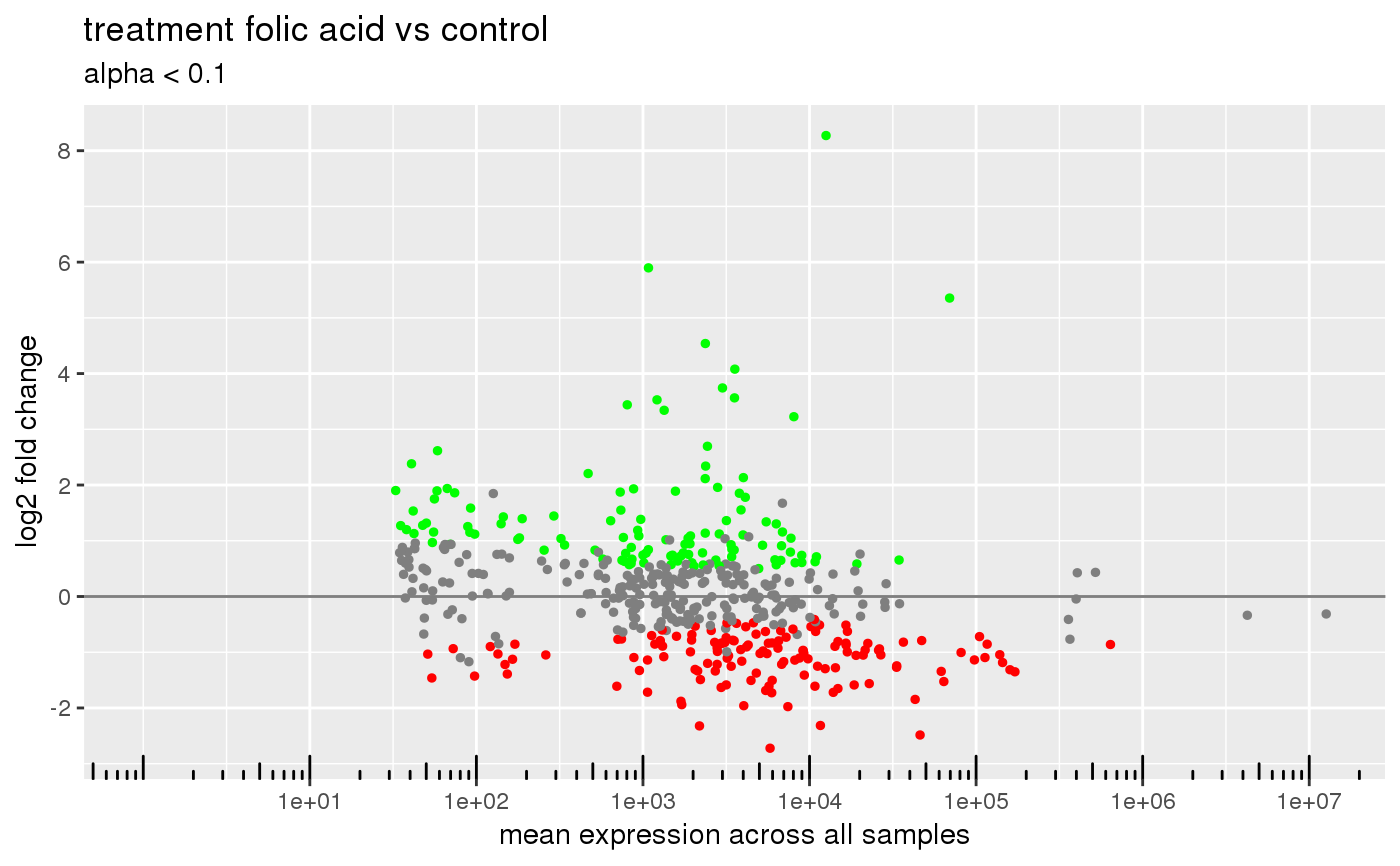 treatment folic acid vs control
alpha < 0.1
log2 fold change
8
6
4
2
0
-2
1e+01 1e+02 1e+03 1e+04 1e+05 1e+06 1e+07
mean expression across all samples